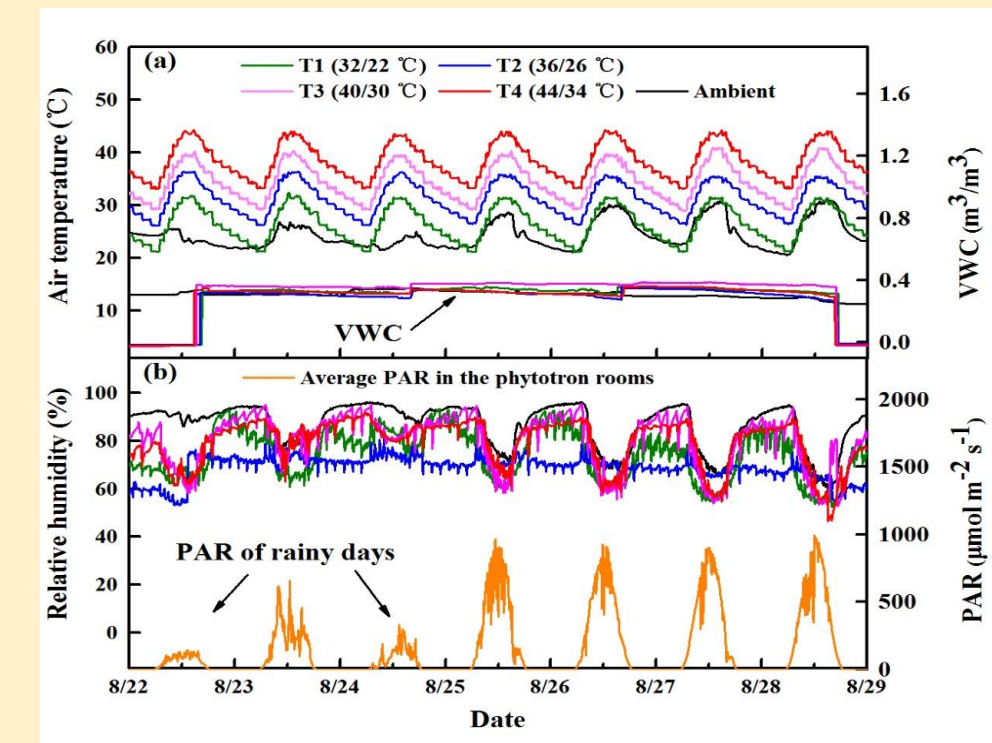 (a)
T1 (32/22 ℃) T2 (36/26 ℃)
T3 (40/30 ℃) T4 (44/34 ℃) Ambient
Air temperature (℃)
60
50
40
30
20
10
VWC (m³/m³)
1.6
1.2
0.8
0.4
0.0
VWC
(b)
Average PAR in the phytotron rooms
Relative humidity (%)
100
80
60
40
20
0
PAR (μmol m⁻² s⁻¹)
2000
1500
1000
500
0
PAR of rainy days
8/22 8/23 8/24 8/25 8/26 8/27 8/28 8/29
Date